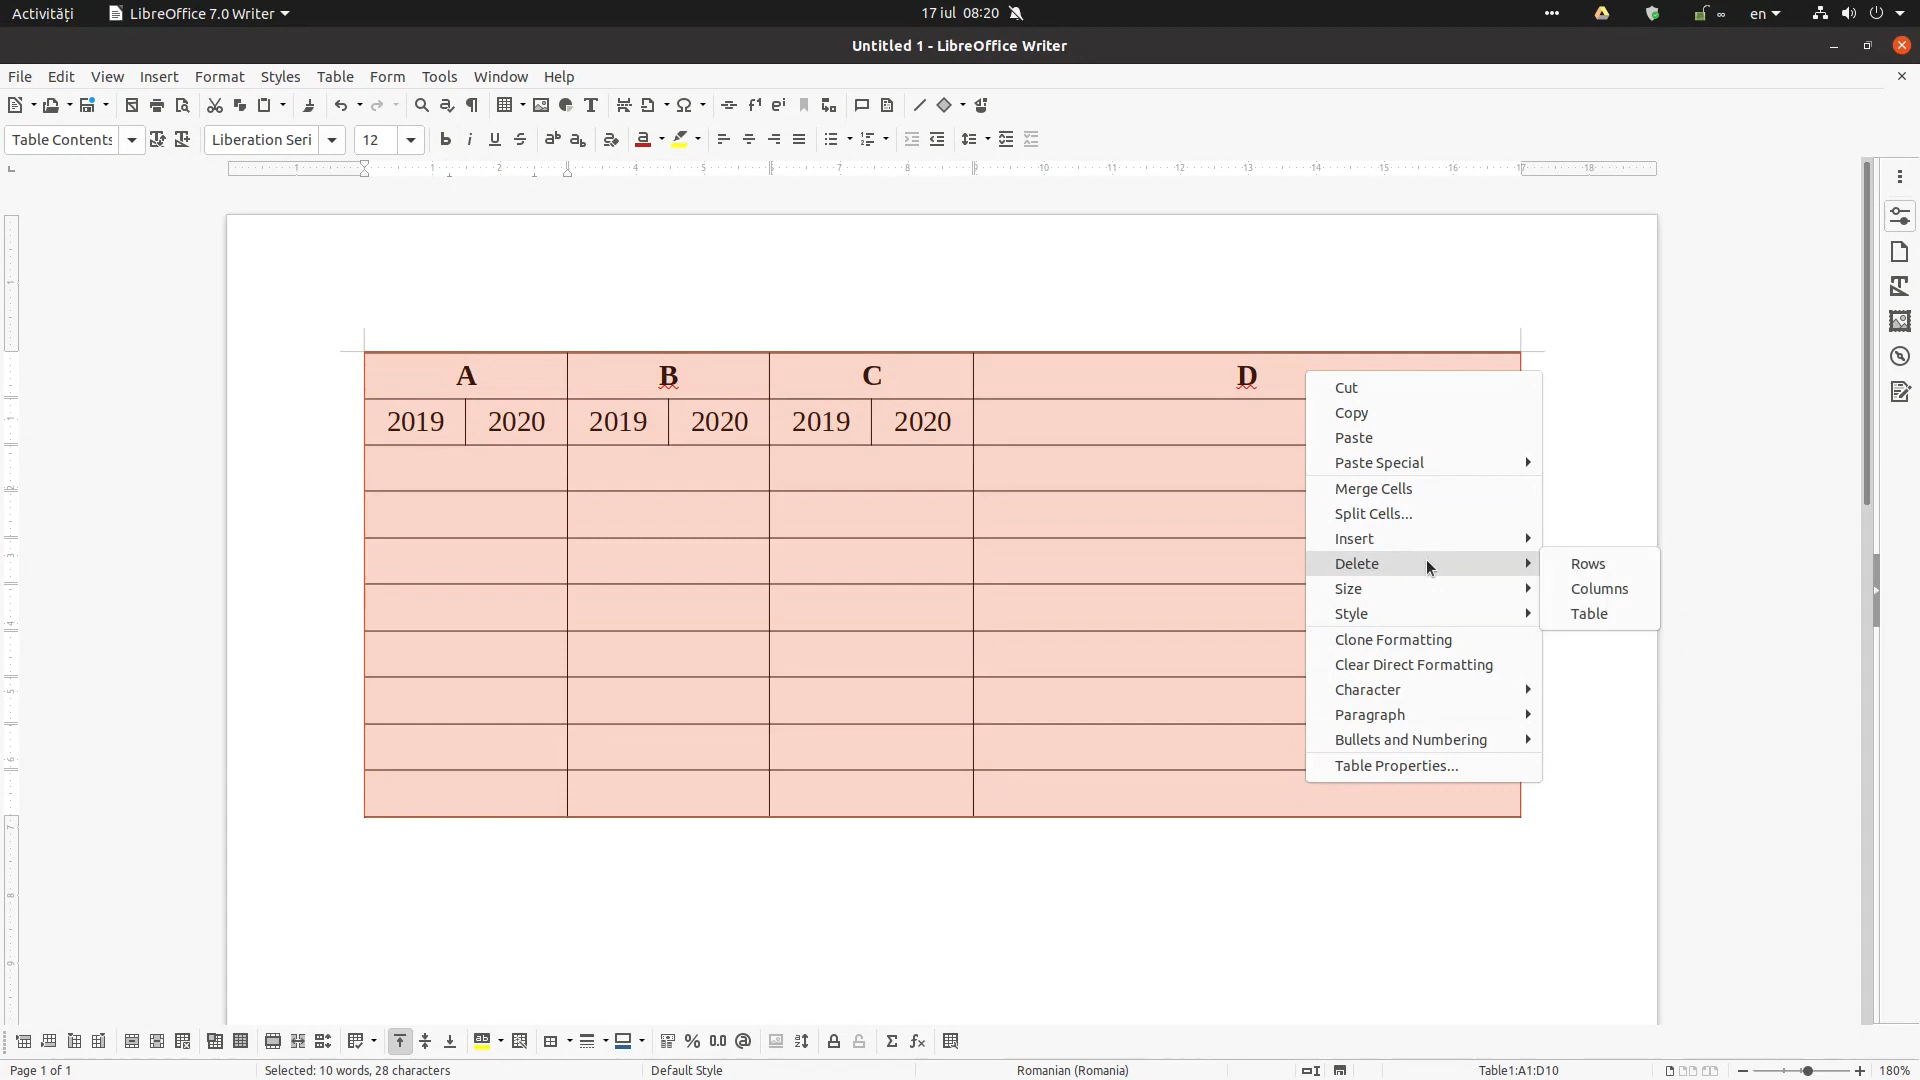 Activități LibreOffice 7.0 Writer 17 iul 08:20 ∞ en
Untitled 1 - LibreOffice Writer
File Edit View Insert Format Styles Table Form Tools Window Help
Table Contents Liberation Seri 12
A B C D
2019 2020 2019 2020 2019 2020
Cut
Copy
Paste
Paste Special
Merge Cells
Split Cells...
Insert
Delete
Size
Style
Clone Formatting
Clear Direct Formatting
Character
Paragraph
Bullets and Numbering
Table Properties...
Rows
Columns
Table
Page 1 of 1 Selected: 10 words, 28 characters Default Style Romanian (Romania) Table1:A1:D10 180%